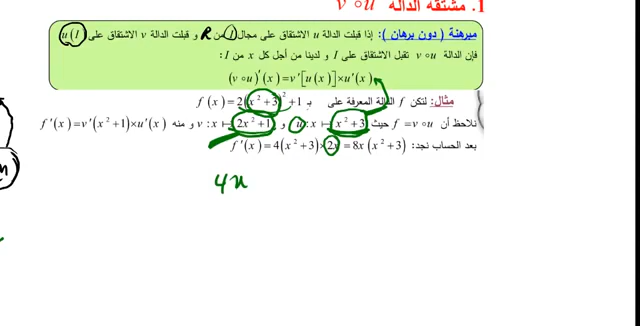 1. مشتقة الدالة v∘u
مبرهنة ( دون برهان ): إذا قبلت الدالة u الاشتقاق على مجال I من R و قبلت الدالة v الاشتقاق على u(I)
فإن الدالة v∘u تقبل الاشتقاق على I و لدينا من أجل كل x من I:
(v∘u)'(x)=v'[u(x)]×u'(x)
مثال: لتكن f الدالة المعرفة على بـ f(x)=2(x²+3)²+1
نلاحظ أن f=v∘u حيث u:x↦x²+3 و v:x↦2x²+1 و منه f'(x)=v'(x²+1)×u'(x)
بعد الحساب نجد: f'(x)=4(x²+3)×2x=8x(x²+3)
4x